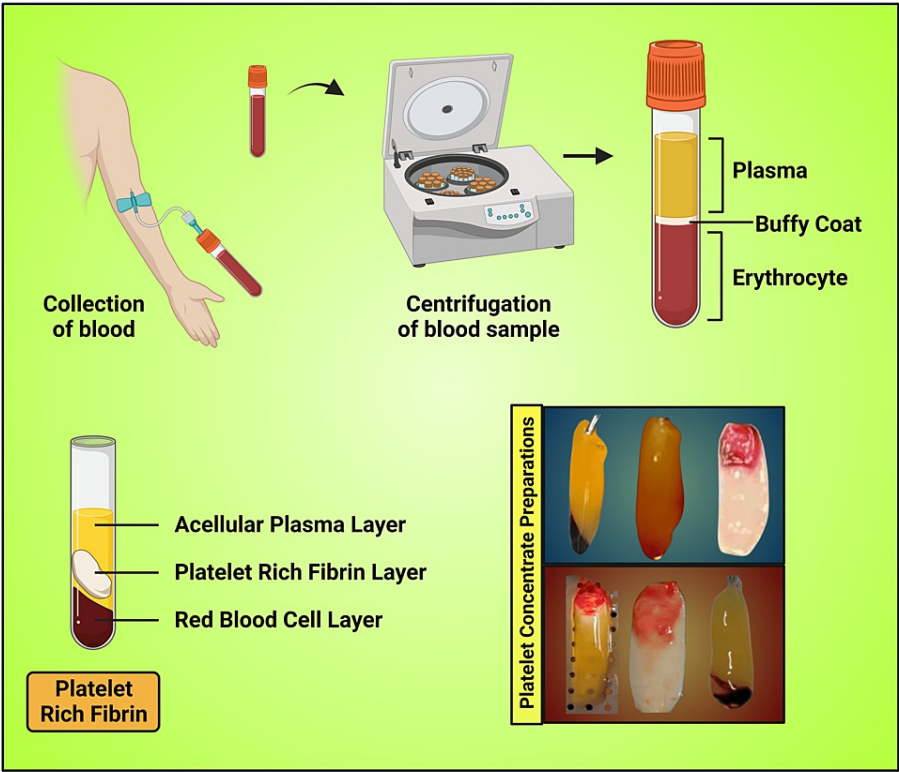 Collection
of blood
Centrifugation
of blood sample
Plasma
Buffy Coat
Erythrocyte
Acellular Plasma Layer
Platelet Rich Fibrin Layer
Red Blood Cell Layer
Platelet
Rich Fibrin
Platelet Concentrate Preparations